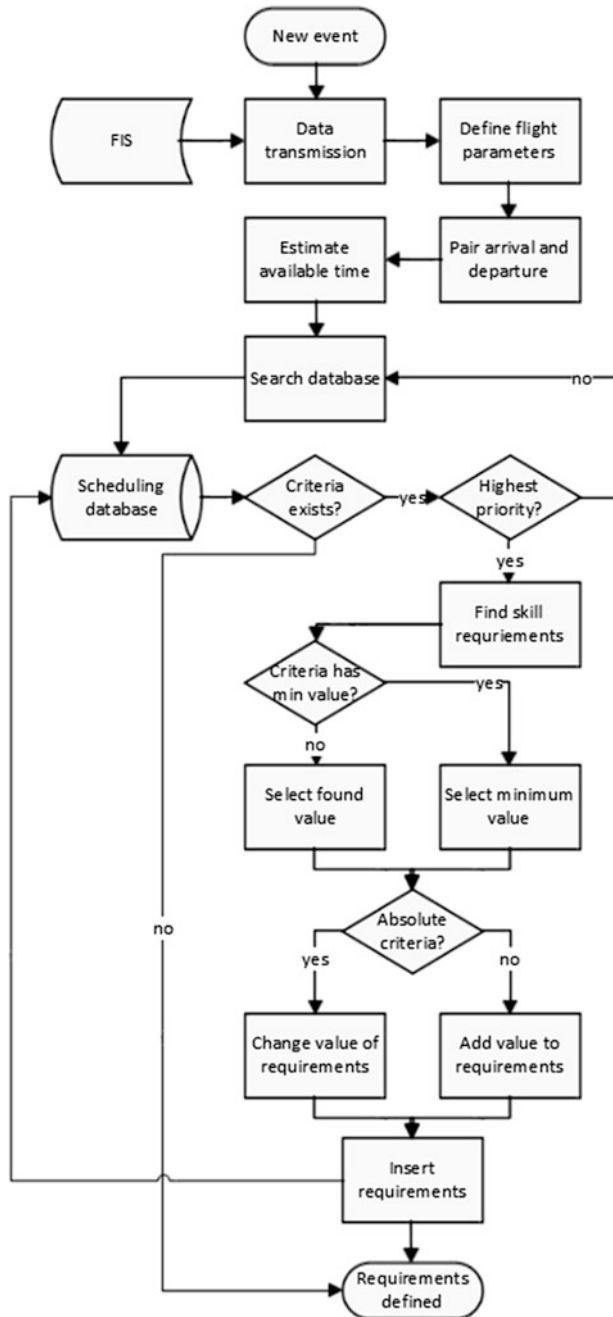 New event
FIS
Data
transmission
Define flight
parameters
Estimate
available time
Pair arrival and
departure
Search database
no
Scheduling
database
Criteria
exists?
yes
Highest
priority?
yes
Find skill
requriements
Criteria has
min value?
yes
no
Select found
value
Select minimum
value
no
Absolute
criteria?
yes
no
Change value of
requirements
Add value to
requirements
Insert
requirements
Requirements
defined